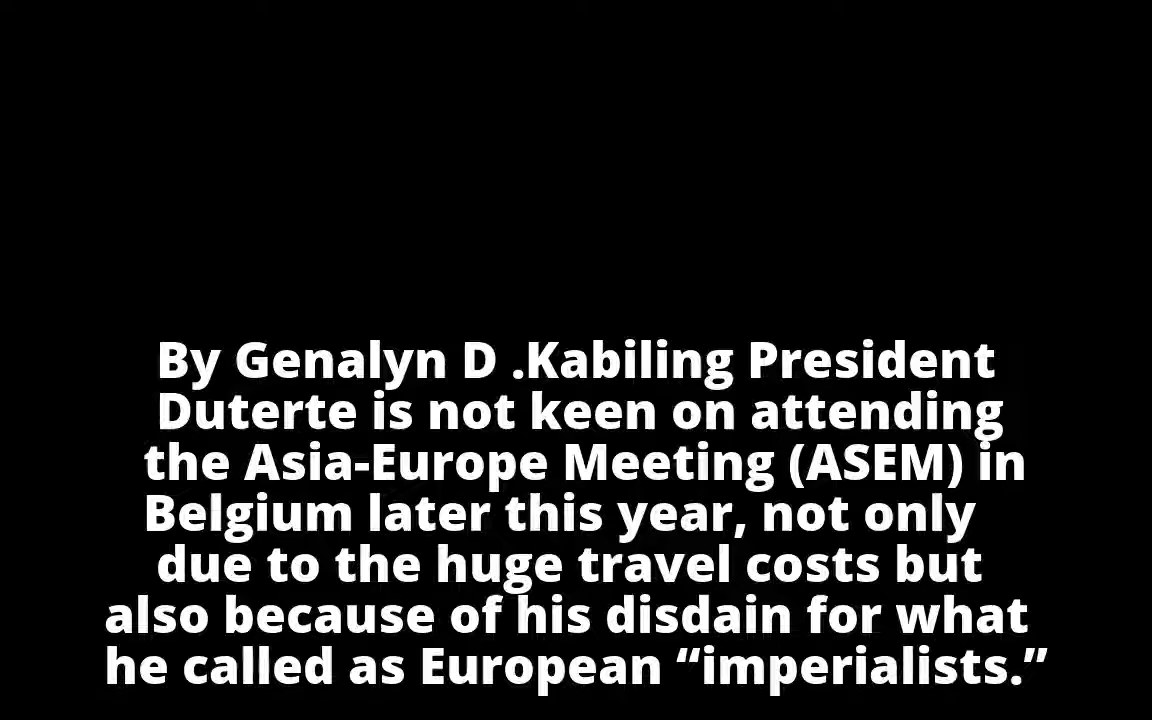 By Genalyn D .Kabiling President
Duterte is not keen on attending
the Asia-Europe Meeting (ASEM) in
Belgium later this year, not only
due to the huge travel costs but
also because of his disdain for what
he called as European “imperialists.”